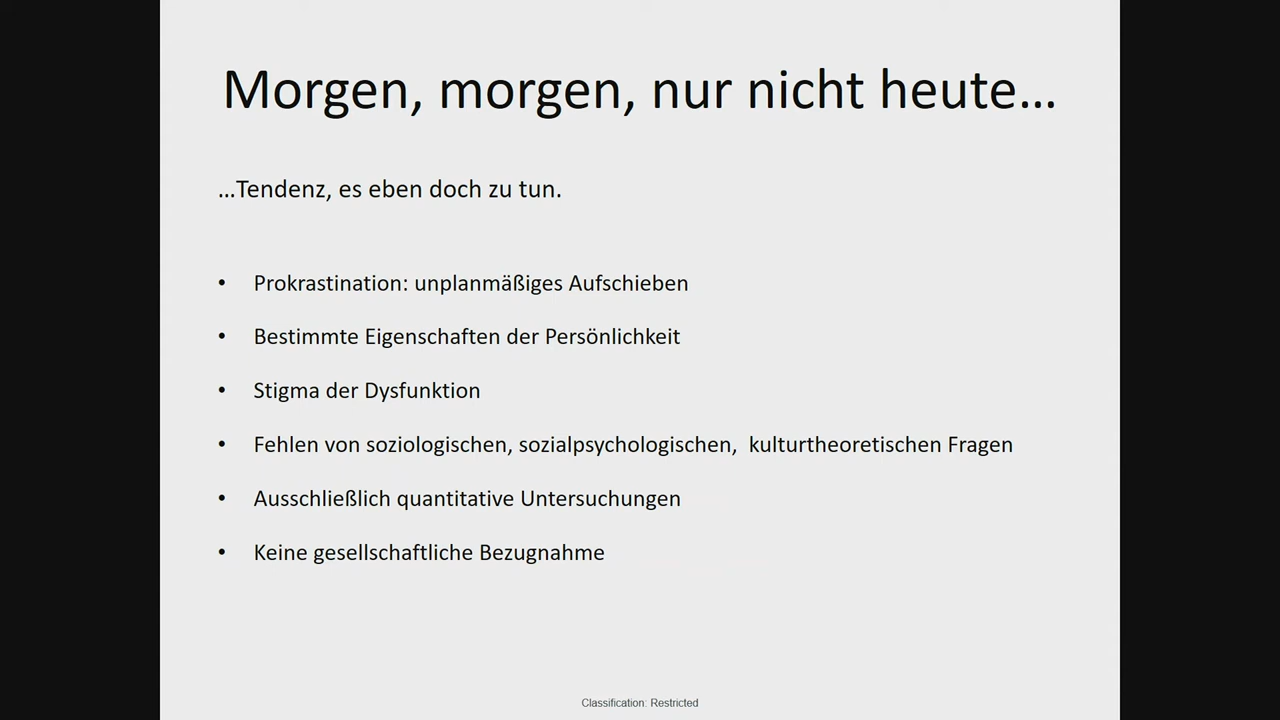 Morgen, morgen, nur nicht heute…
…Tendenz, es eben doch zu tun.
• Prokrastination: unplanmäßiges Aufschieben
• Bestimmte Eigenschaften der Persönlichkeit
• Stigma der Dysfunktion
• Fehlen von soziologischen, sozialpsychologischen,  kulturtheoretischen Fragen
• Ausschließlich quantitative Untersuchungen
• Keine gesellschaftliche Bezugnahme
Classification: Restricted